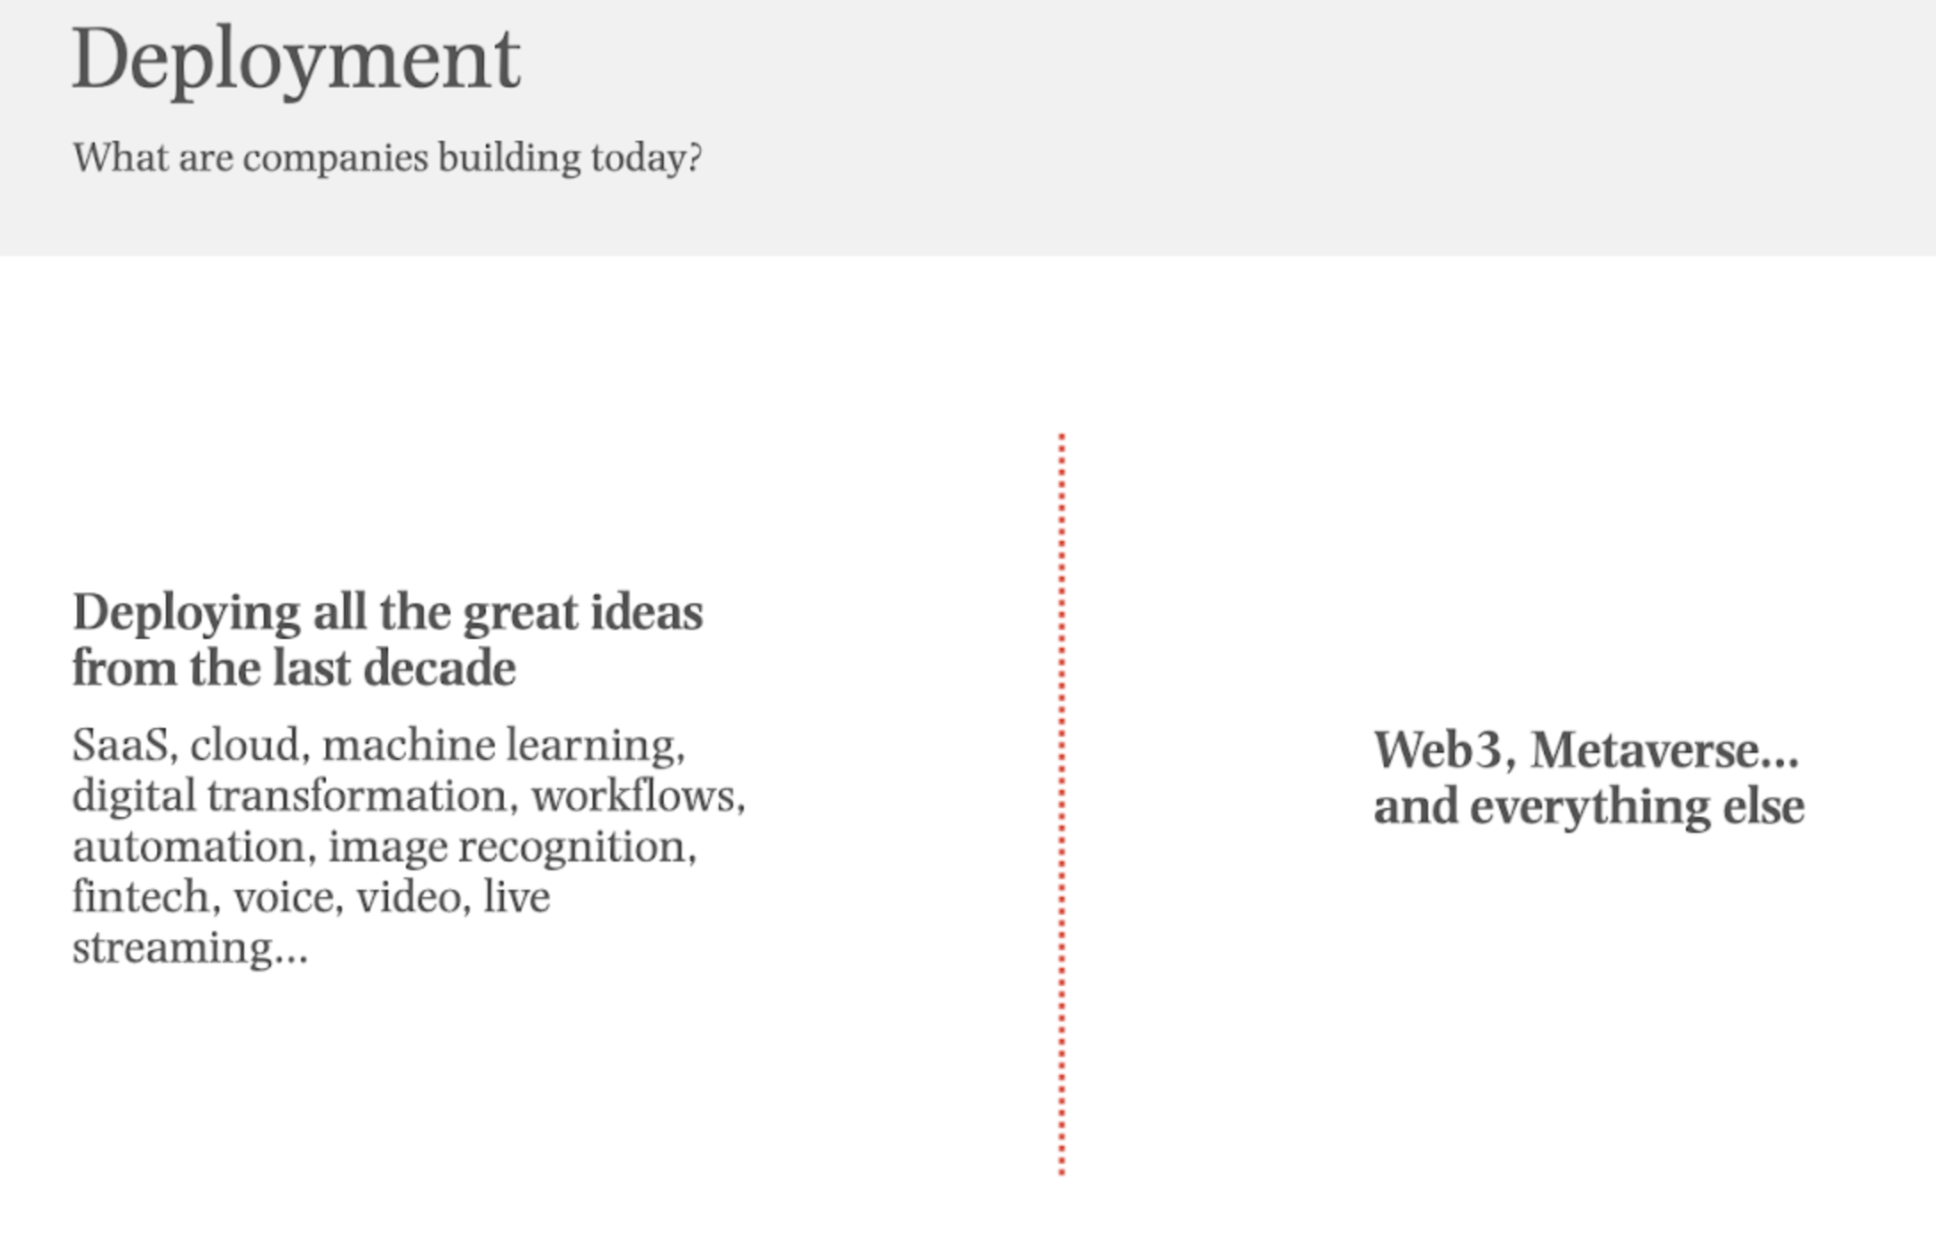 Deployment
What are companies building today?
Deploying all the great ideas
from the last decade
SaaS, cloud, machine learning,
digital transformation, workflows,
automation, image recognition,
fintech, voice, video, live
streaming...
Web3, Metaverse...
and everything else